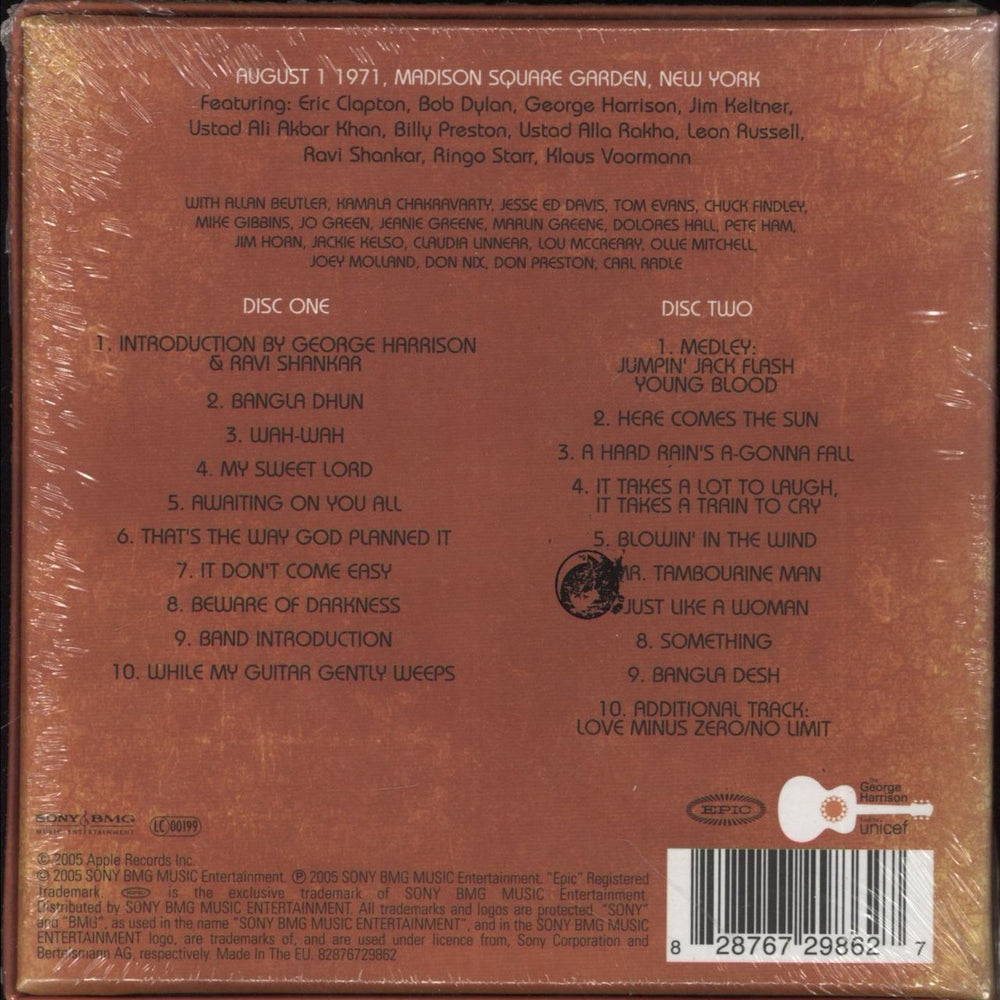 AUGUST 1 1971, MADISON SQUARE GARDEN, NEW YORK
Featuring: Eric Clapton, Bob Dylan, George Harrison, Jim Keltner,
Ustad Ali Akbar Khan, Billy Preston, Ustad Alla Rakha, Leon Russell,
Ravi Shankar, Ringo Starr, Klaus Voormann
WITH ALLAN BEUTLER, KAMALA CHAKRAVARTY, JESSE ED DAVIS, TOM EVANS, CHUCK FINDLEY,
MIKE GIBBINS, JO GREEN, JEANIE GREENE, MARLIN GREENE, DOLORES HALL, PETE HAM,
JIM HORN, JACKIE KELSO, CLAUDIA LINNEAR, LOU MCCREARY, OLLIE MITCHELL,
JOEY MOLLAND, DON NIX, DON PRESTON, CARL RADLE
DISC ONE
1. INTRODUCTION BY GEORGE HARRISON
& RAVI SHANKAR
2. BANGLA DHUN
3. WAH-WAH
4. MY SWEET LORD
5. AWAITING ON YOU ALL
6. THAT'S THE WAY GOD PLANNED IT
7. IT DON'T COME EASY
8. BEWARE OF DARKNESS
9. BAND INTRODUCTION
10. WHILE MY GUITAR GENTLY WEEPS
DISC TWO
1. MEDLEY:
JUMPIN' JACK FLASH
YOUNG BLOOD
2. HERE COMES THE SUN
3. A HARD RAIN'S A-GONNA FALL
4. IT TAKES A LOT TO LAUGH,
IT TAKES A TRAIN TO CRY
5. BLOWIN' IN THE WIND
MR. TAMBOURINE MAN
JUST LIKE A WOMAN
8. SOMETHING
9. BANGLA DESH
10. ADDITIONAL TRACK:
LOVE MINUS ZERO/NO LIMIT
SONY BMG
MUSIC ENTERTAINMENT
LC 00199
EPIC
The
George
Harrison
unicef
© 2005 Apple Records Inc.
© 2005 SONY BMG MUSIC Entertainment. ℗ 2005 SONY BMG MUSIC Entertainment, "Epic" Registered
Trademark. is the exclusive trademark of SONY BMG MUSIC Entertainment.
Distributed by SONY BMG MUSIC ENTERTAINMENT. All trademarks and logos are protected. "SONY"
and "BMG", as used in the name "SONY BMG MUSIC ENTERTAINMENT", and in the SONY BMG MUSIC
ENTERTAINMENT logo, are trademarks of, and are used under licence from, Sony Corporation and
Bertelsmann AG, respectively. Made In The EU. 82876729862
8 28767 29862 7